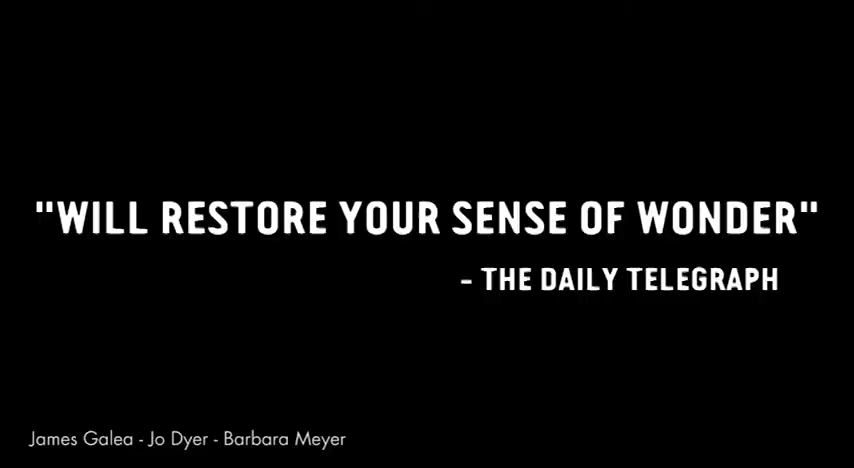 "WILL RESTORE YOUR SENSE OF WONDER"
- THE DAILY TELEGRAPH
James Galea - Jo Dyer - Barbara Meyer